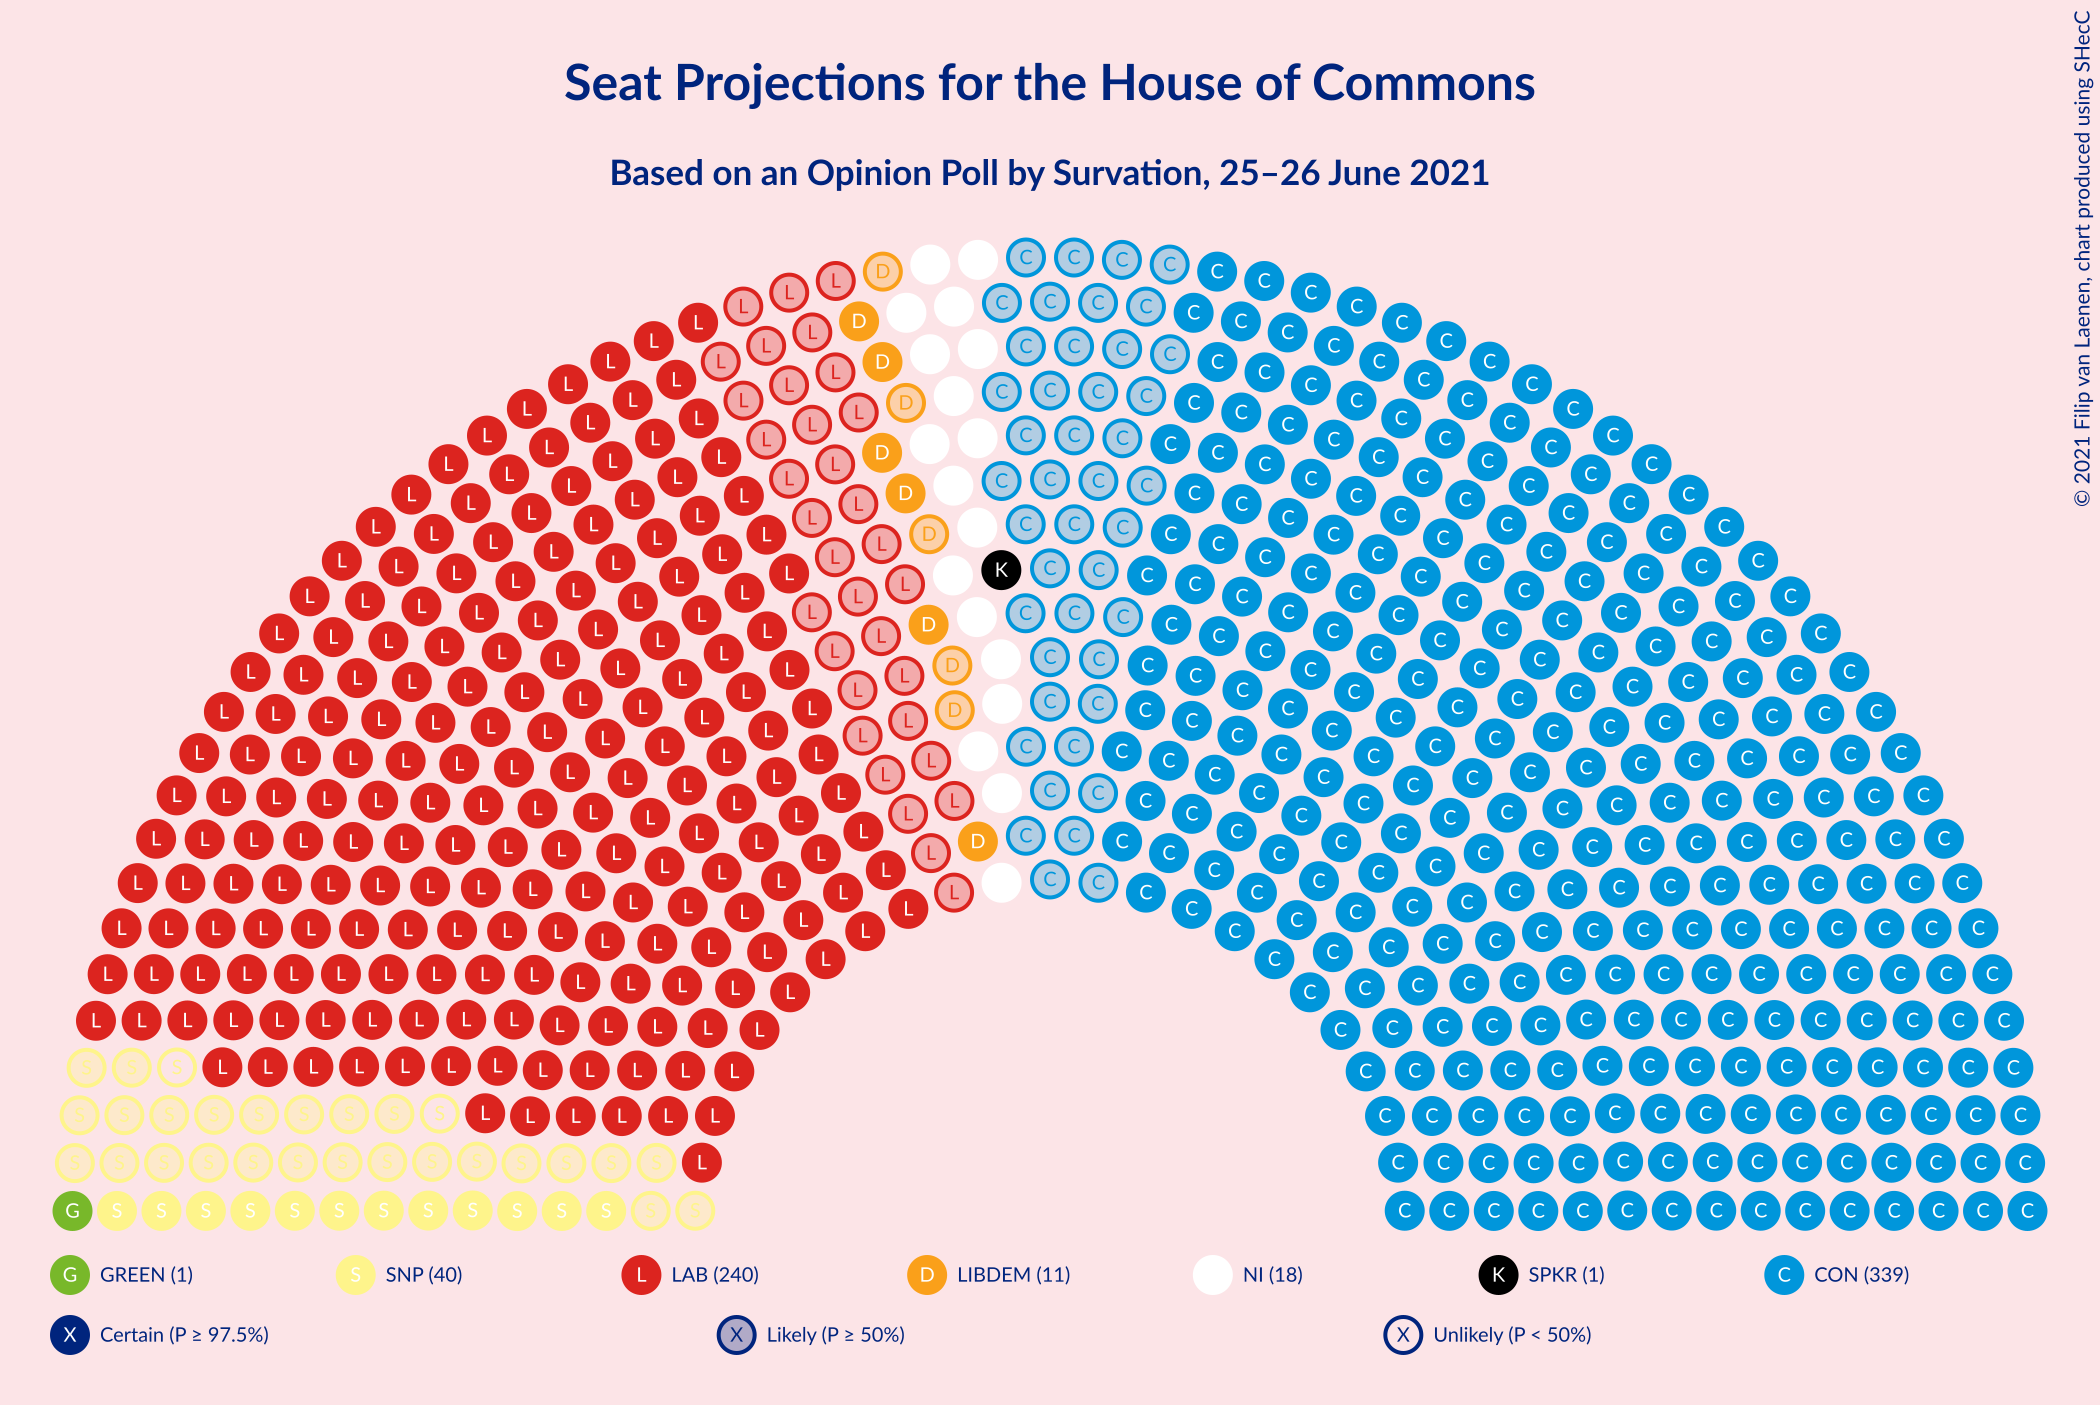 Seat Projections for the House of Commons
Based on an Opinion Poll by Survation, 25–26 June 2021
© 2021 Filip van Laenen, chart produced using SHecC
G GREEN (1) S SNP (40) L LAB (240) D LIBDEM (11) NI (18) K SPKR (1) C CON (339)
X Certain (P ≥ 97.5%) X Likely (P ≥ 50%) X Unlikely (P < 50%)